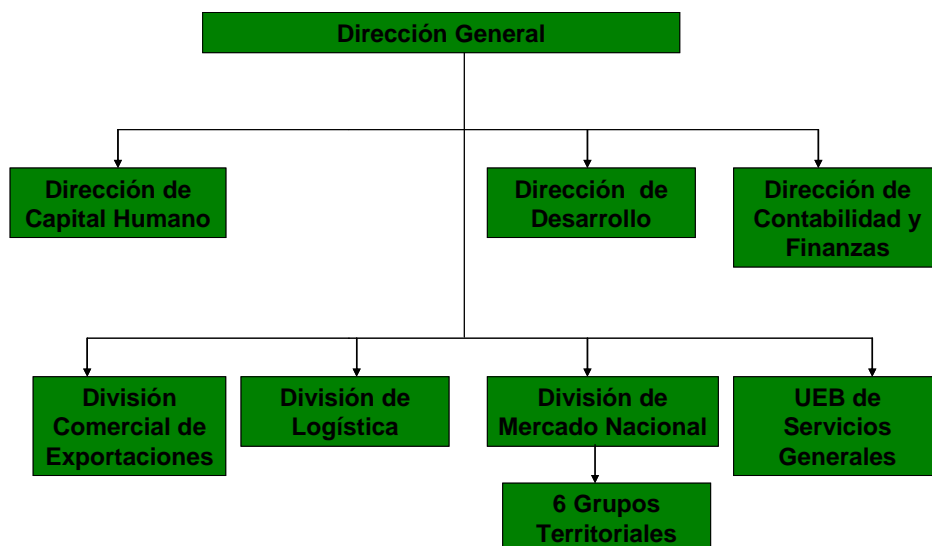 Dirección General
Dirección de
Capital Humano
Dirección de
Desarrollo
Dirección de
Contabilidad y
Finanzas
División
Comercial de
Exportaciones
División de
Logística
División de
Mercado Nacional
UEB de
Servicios
Generales
6 Grupos
Territoriales